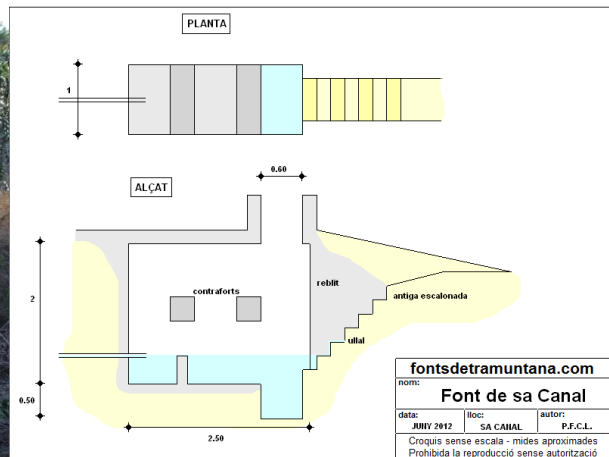 PLANTA
1
0.60
ALÇAT
contraforts
reblit
antiga escalonada
2
ullal
0.50
2.50
fontsdetramuntana.com
nom:
Font de sa Canal
data: lloc: autor:
JUNY 2012 SA CANAL P.F.C.L.
Croquis sense escala - mides aproximades
Prohibida la reproducció sense autorització